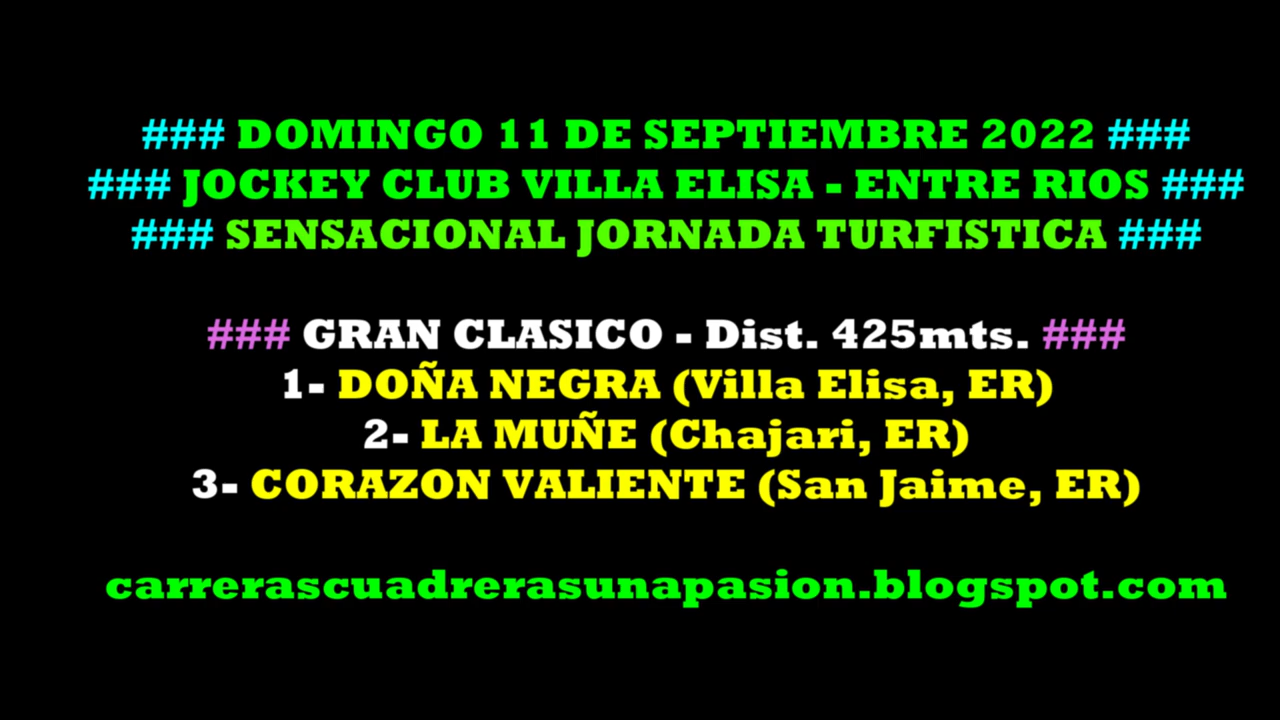 ### DOMINGO 11 DE SEPTIEMBRE 2022 ###
### JOCKEY CLUB VILLA ELISA - ENTRE RIOS ###
### SENSACIONAL JORNADA TURFISTICA ###
### GRAN CLASICO - Dist. 425mts. ###
1- DOÑA NEGRA (Villa Elisa, ER)
2- LA MUÑE (Chajari, ER)
3- CORAZON VALIENTE (San Jaime, ER)
carrerascuadrerasunapasion.blogspot.com